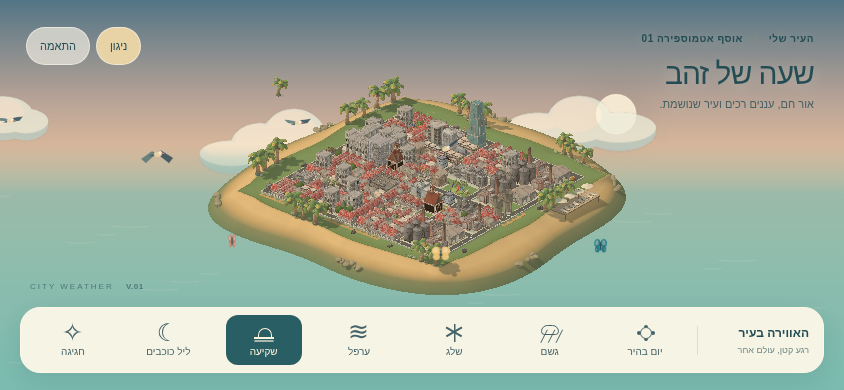 העיר שלי אוסף אטמוספירה 01
שעה של זהב
אור חם, עננים רכים ועיר שנושמת.
ניגון
התאמה
CITY WEATHER V.01
האווירה בעיר
רגע קטן, עולם אחר
יום בהיר
גשם
שלג
ערפל
שקיעה
ליל כוכבים
חגיגה